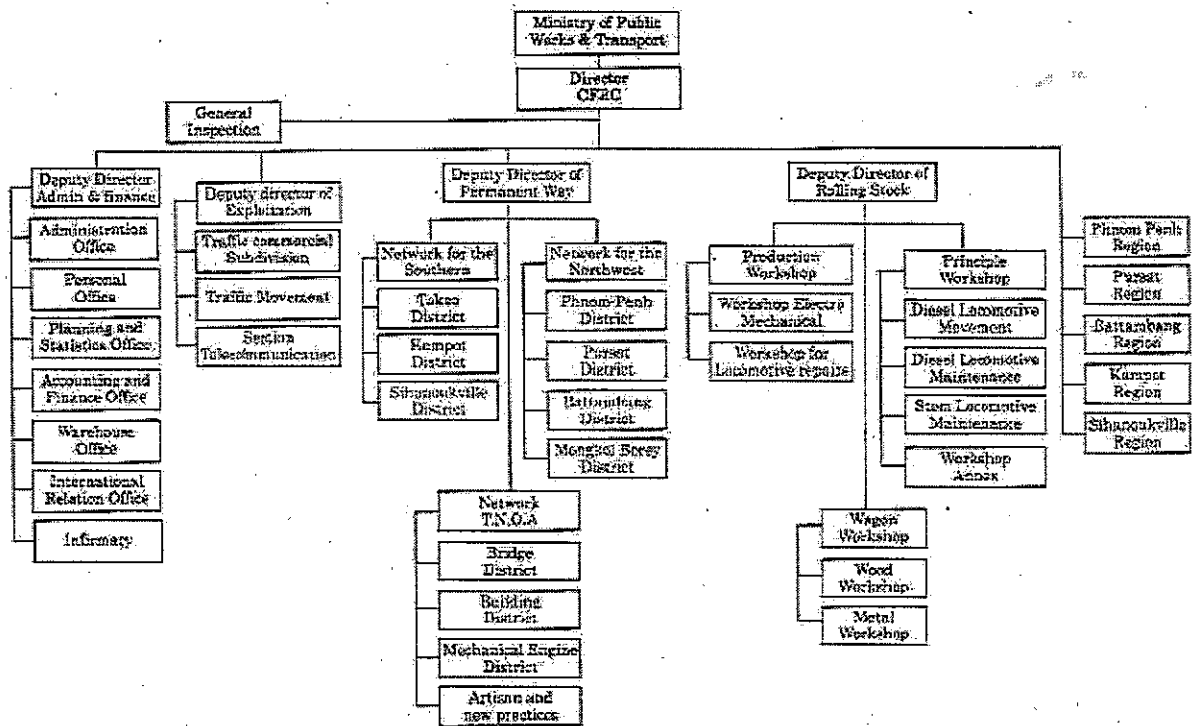 Ministry of Public
Works & Transport
Director
CFRC
General
Inspection
Deputy Director
Admin & finance
Administration
Office
Personal
Office
Planning and
Statistics Office
Accounting and
Finance Office
Warehouse
Office
International
Relation Office
Infirmary
Deputy director of
Exploitation
Traffic commercial
Subdivision
Traffic Movement
Section
Telecommunication
Deputy Director of
Permanent Way
Network for the
Southern
Takeo
District
Kampot
District
Sihanoukville
District
Network for the
Northwest
Phnom-Penh
District
Pursat
District
Battambang
District
Mongkol Borey
District
Network
T.N.O.A
Bridge
District
Building
District
Mechanical Engine
District
Artison and
new practices
Deputy Director of
Rolling Stock
Production
Workshop
Workshop Electro
Mechanical
Workshop for
Locomotive repairs
Principle
Workshop
Diesel Locomotive
Movement
Diesel Locomotive
Maintenance
Stem Locomotive
Maintenance
Workshop
Annex
Wagon
Workshop
Wood
Workshop
Metal
Workshop
Phnom Penh
Region
Pursat
Region
Battambang
Region
Kampot
Region
Sihanoukville
Region